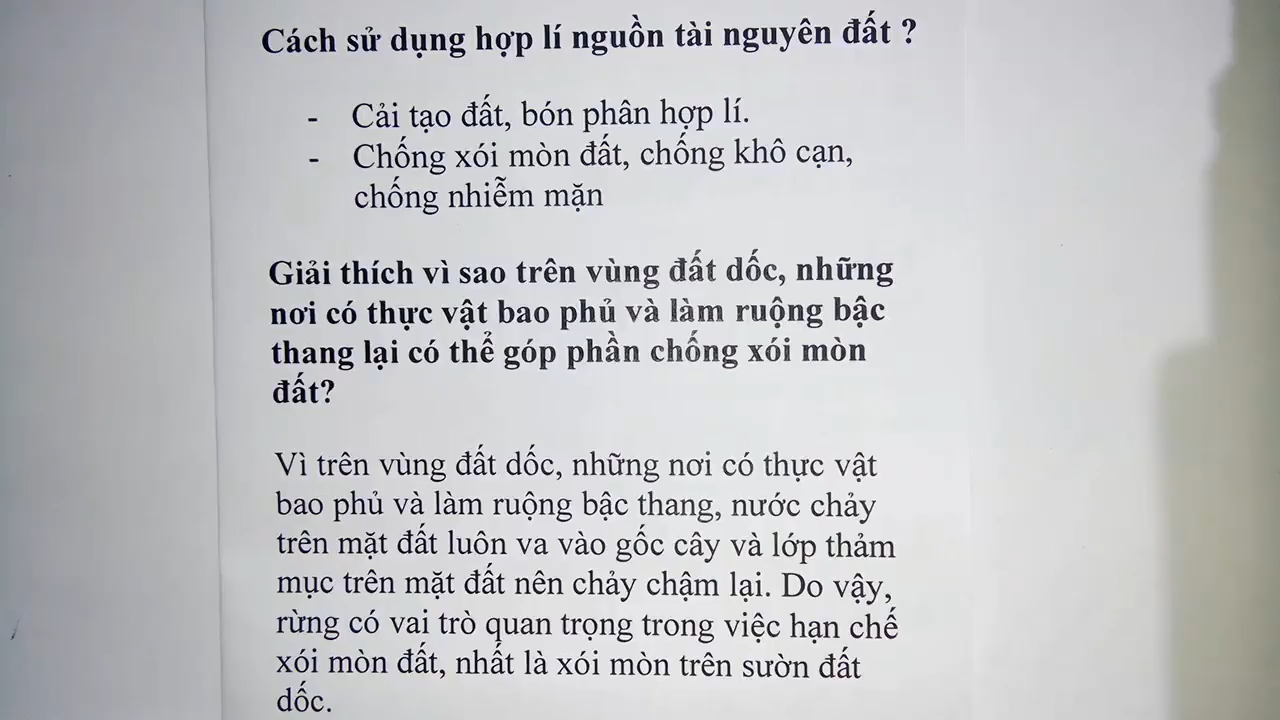 Cách sử dụng hợp lí nguồn tài nguyên đất ?
- Cải tạo đất, bón phân hợp lí.
- Chống xói mòn đất, chống khô cạn,
chống nhiễm mặn
Giải thích vì sao trên vùng đất dốc, những
nơi có thực vật bao phủ và làm ruộng bậc
thang lại có thể góp phần chống xói mòn
đất?
Vì trên vùng đất dốc, những nơi có thực vật
bao phủ và làm ruộng bậc thang, nước chảy
trên mặt đất luôn va vào gốc cây và lớp thảm
mục trên mặt đất nên chảy chậm lại. Do vậy,
rừng có vai trò quan trọng trong việc hạn chế
xói mòn đất, nhất là xói mòn trên sườn đất
dốc.